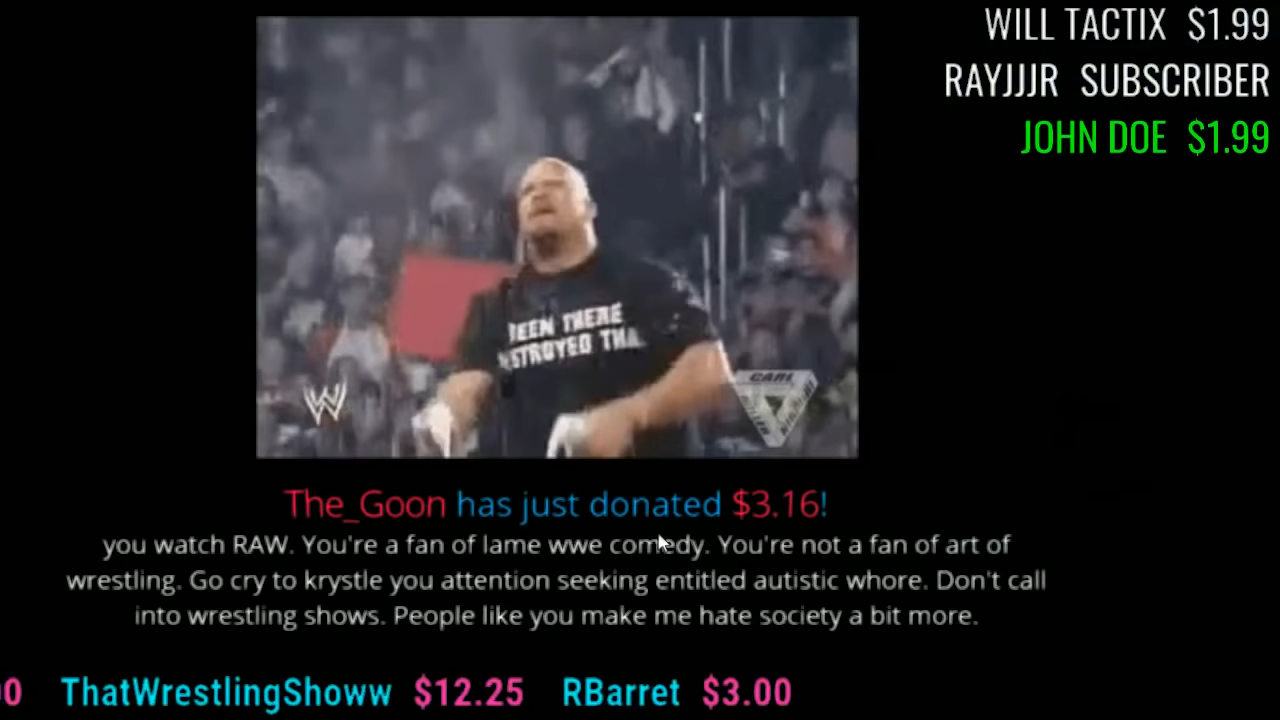 WILL TACTIX $1.99
RAYJJJR SUBSCRIBER
JOHN DOE $1.99
BEEN THERE
CARL
The_Goon has just donated $3.16!
you watch RAW. You're a fan of lame wwe comedy. You're not a fan of art of
wrestling. Go cry to krystle you attention seeking entitled autistic whore. Don't call
into wrestling shows. People like you make me hate society a bit more.
00 ThatWrestlingShoww $12.25 RBarret $3.00